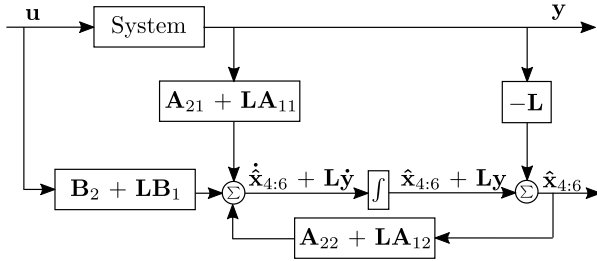 u
System
y
A₂₁ + LA₁₁
−L
B₂ + LB₁
Σ
x̂̇₄:₆ + Lẏ
∫
x̂₄:₆ + Ly
Σ
x̂₄:₆
A₂₂ + LA₁₂